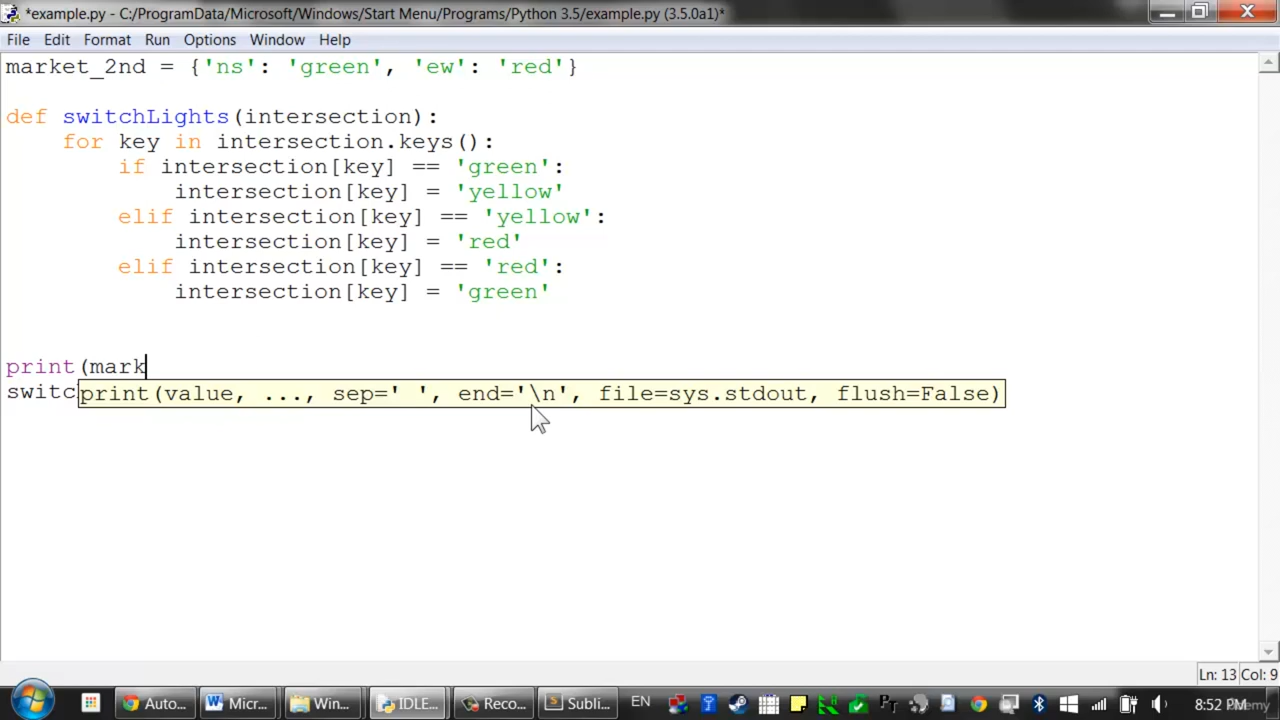 *example.py - C:/ProgramData/Microsoft/Windows/Start Menu/Programs/Python 3.5/example.py (3.5.0a1)*
File Edit Format Run Options Window Help
market_2nd = {'ns': 'green', 'ew': 'red'}
def switchLights(intersection):
for key in intersection.keys():
if intersection[key] == 'green':
intersection[key] = 'yellow'
elif intersection[key] == 'yellow':
intersection[key] = 'red'
elif intersection[key] == 'red':
intersection[key] = 'green'
print(mark
switc
print(value, ..., sep=' ', end='\n', file=sys.stdout, flush=False)
Ln: 13 Col: 9
Auto... Micr... Win... IDLE... Reco... Subli... EN 8:52 PM